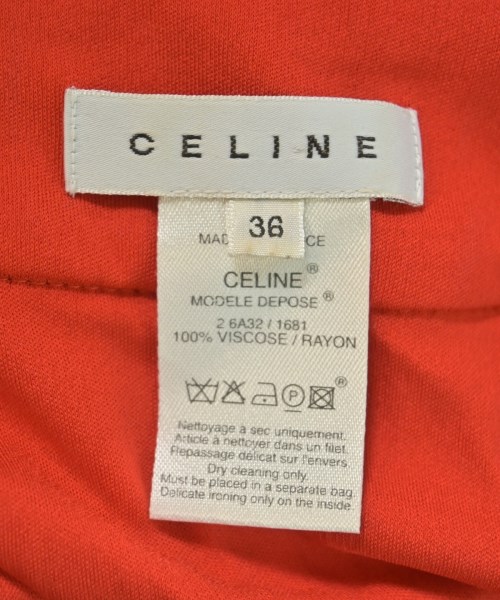 CELINE
36
MAD CE
CELINE®
MODELE DEPOSE®
2 6A32 / 1681
100% VISCOSE / RAYON
P ®
Nettoyage à sec uniquement.
Article à nettoyer dans un filet.
Repassage délicat sur l'envers.
Dry cleaning only.
Must be placed in a separate bag.
Delicate ironing only on the inside.